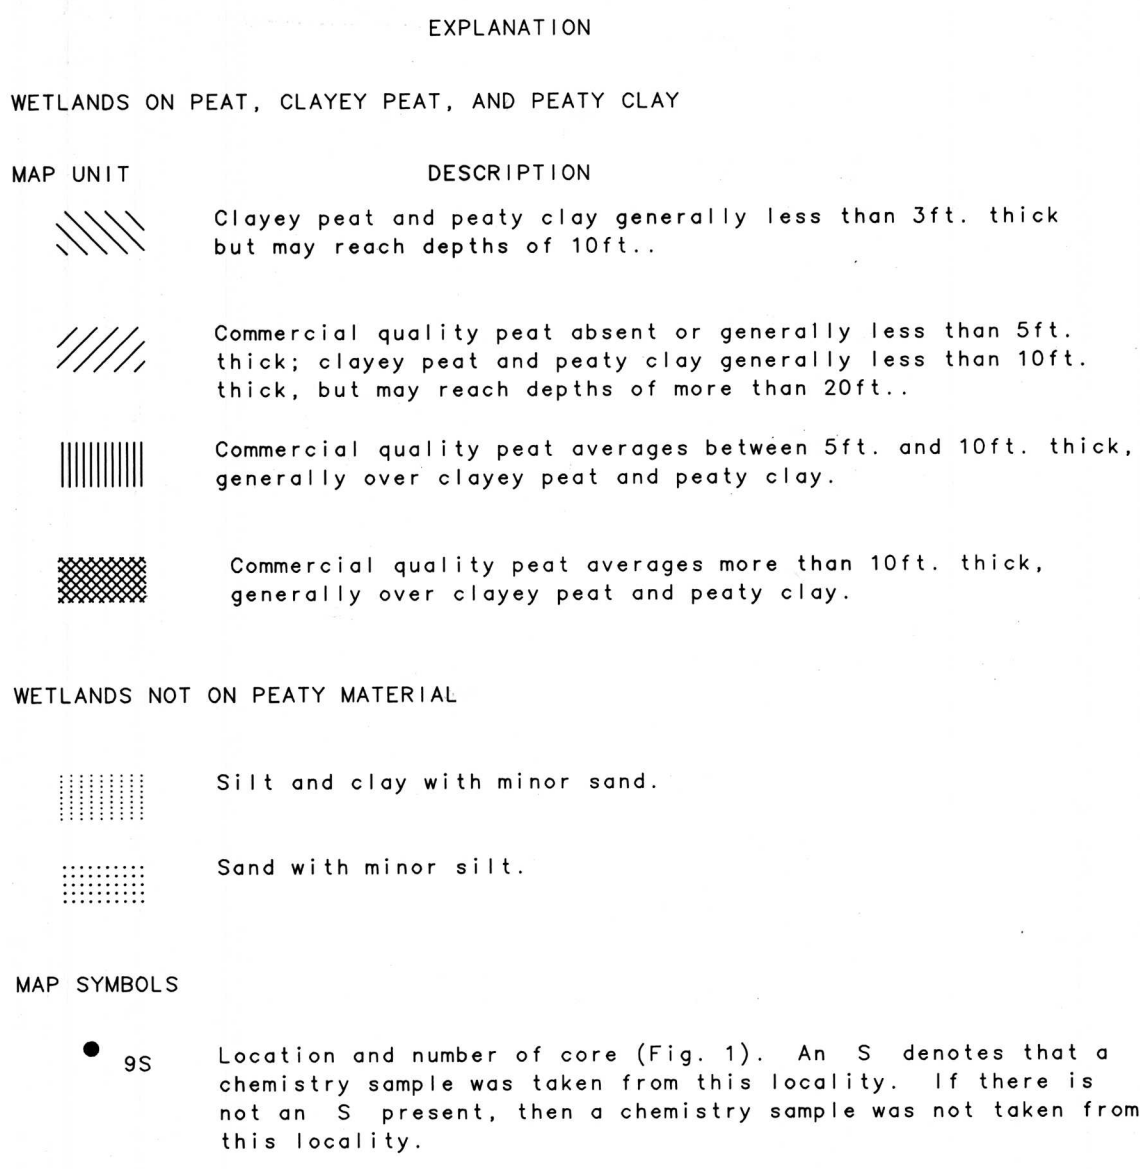 EXPLANATION
WETLANDS ON PEAT, CLAYEY PEAT, AND PEATY CLAY
MAP UNIT DESCRIPTION
Clayey peat and peaty clay generally less than 3ft. thick
but may reach depths of 10ft..
Commercial quality peat absent or generally less than 5ft.
thick; clayey peat and peaty clay generally less than 10ft.
thick, but may reach depths of more than 20ft..
Commercial quality peat averages between 5ft. and 10ft. thick,
generally over clayey peat and peaty clay.
Commercial quality peat averages more than 10ft. thick,
generally over clayey peat and peaty clay.
WETLANDS NOT ON PEATY MATERIAL
Silt and clay with minor sand.
Sand with minor silt.
MAP SYMBOLS
9S Location and number of core (Fig. 1). An S denotes that a
chemistry sample was taken from this locality. If there is
not an S present, then a chemistry sample was not taken from
this locality.